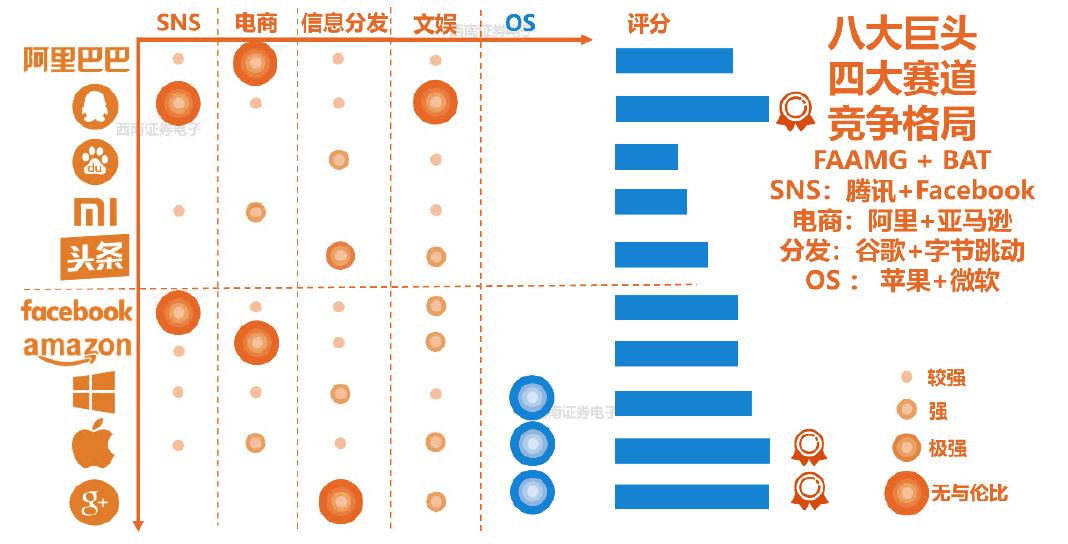 SNS 电商 信息分发 文娱 OS 评分
西南证券电子
阿里巴巴
西南证券电子
du
MI
头条
facebook
amazon
西南证券电子
g+
八大巨头
四大赛道
竞争格局
FAAMG + BAT
SNS：腾讯+Facebook
电商：阿里+亚马逊
分发：谷歌+字节跳动
OS ： 苹果+微软
较强
强
极强
无与伦比